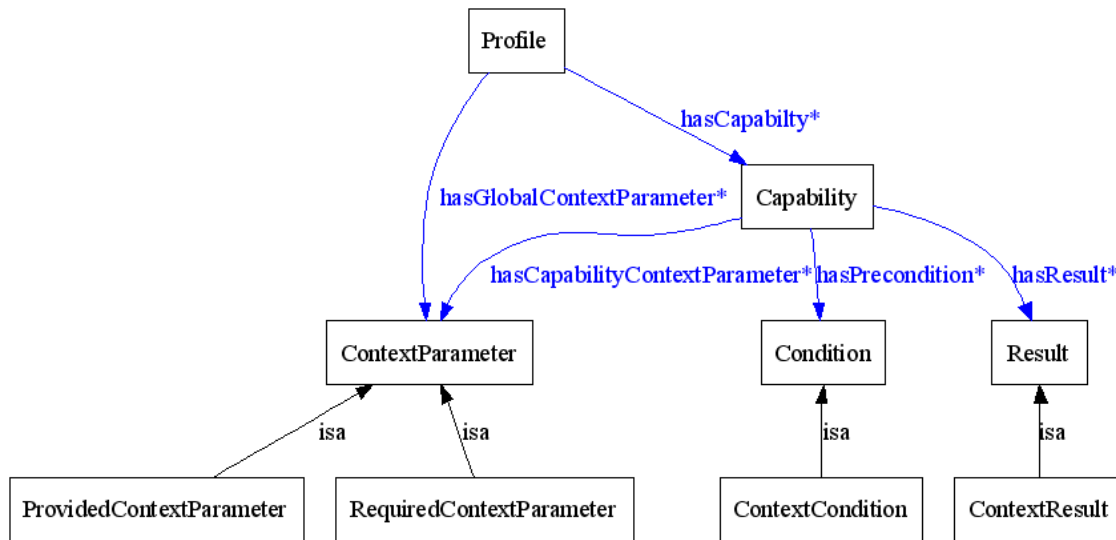 Profile
hasCapabilty*
Capability
hasGlobalContextParameter*
hasCapabilityContextParameter*
hasPrecondition*
hasResult*
ContextParameter
Condition
Result
isa
isa
isa
isa
ProvidedContextParameter
RequiredContextParameter
ContextCondition
ContextResult